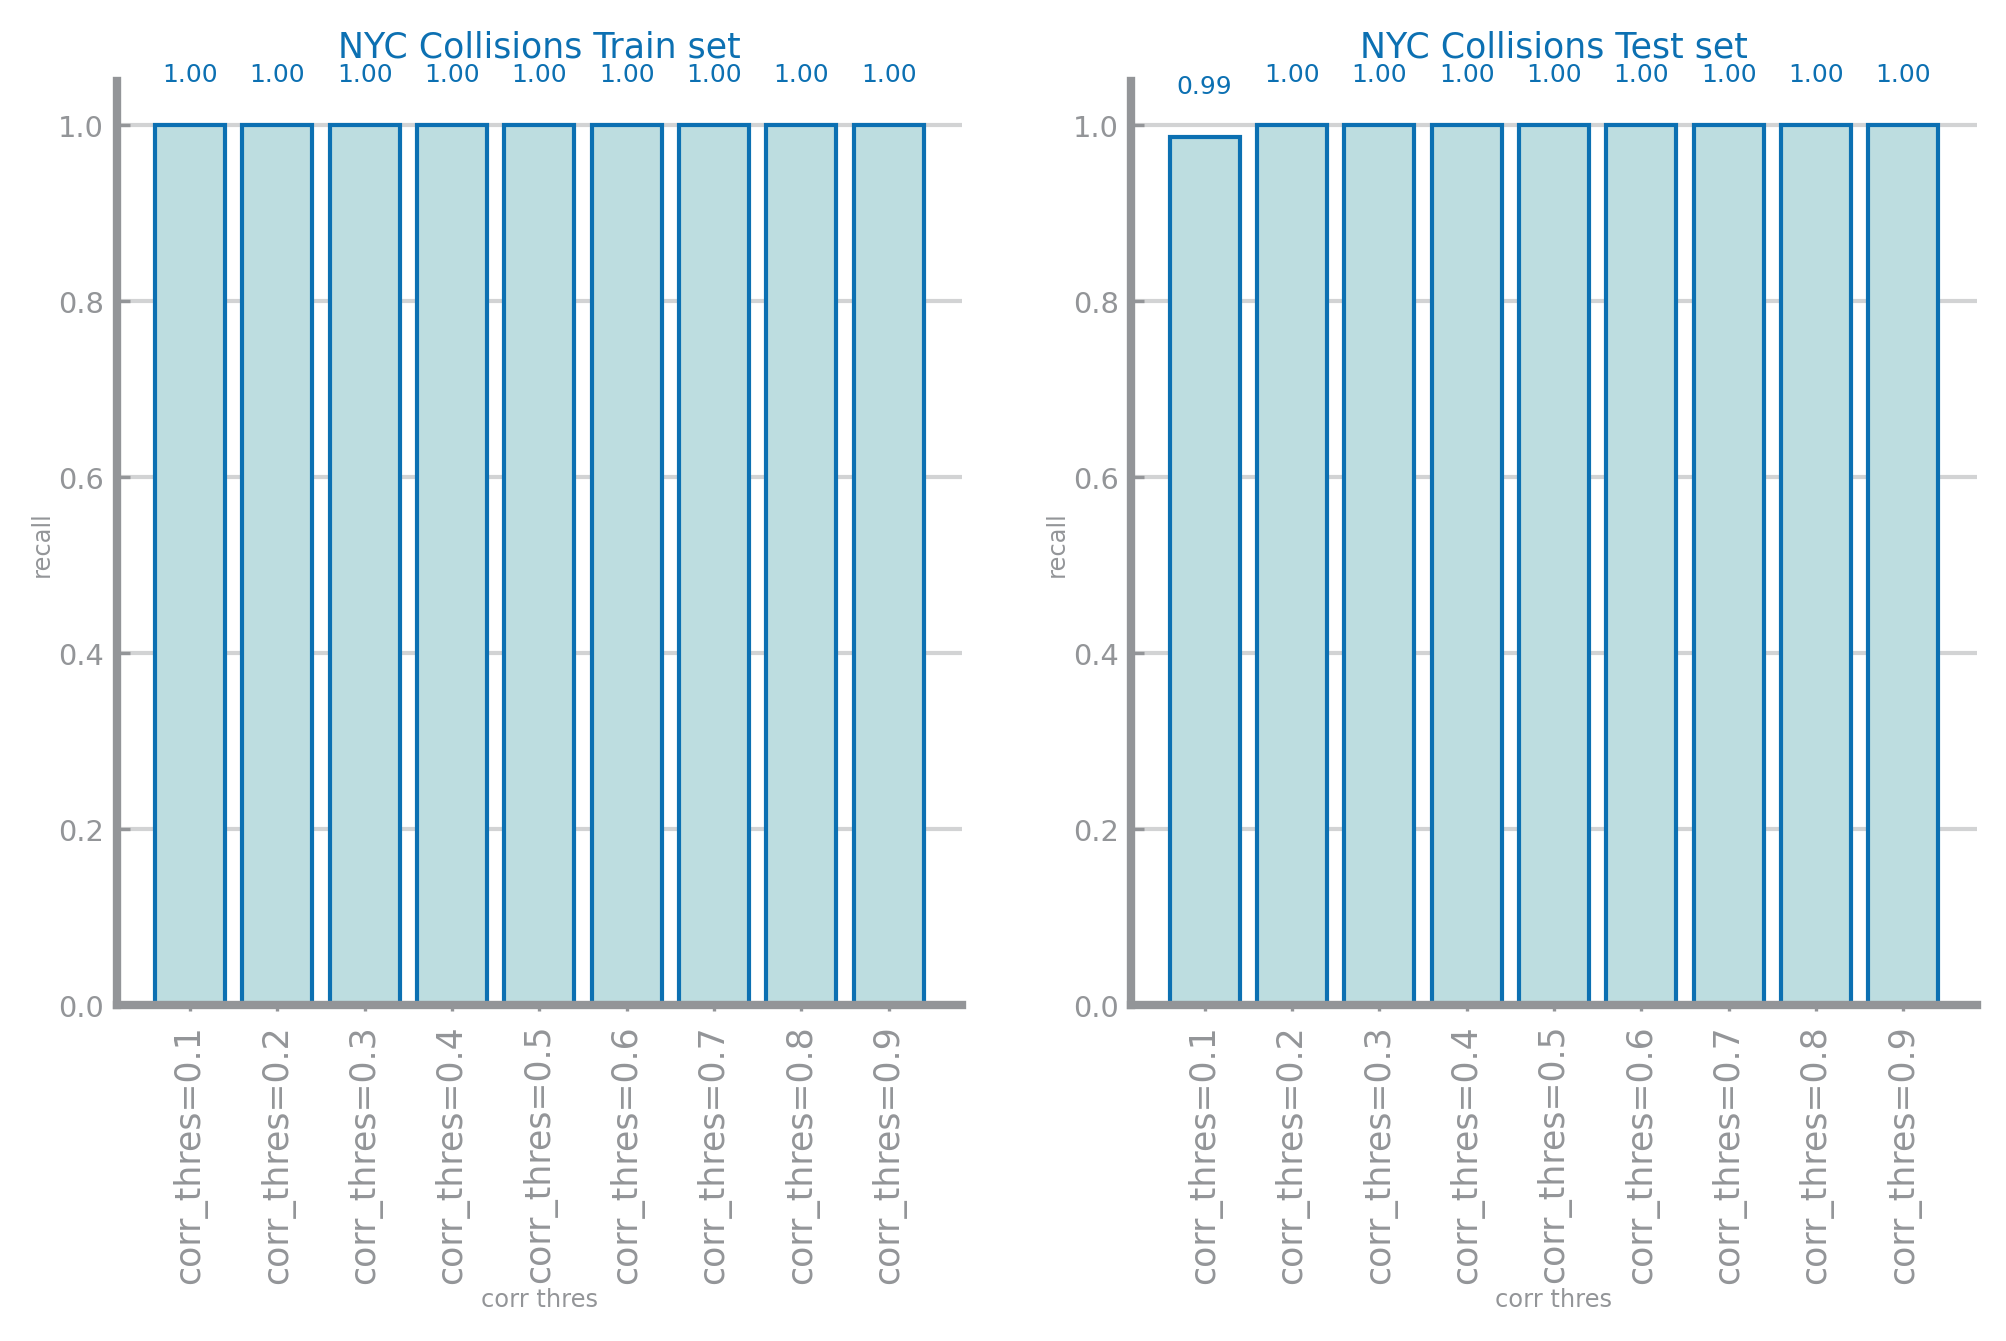 NYC Collisions Train set
1.00 1.00 1.00 1.00 1.00 1.00 1.00 1.00 1.00
1.0
0.8
0.6
0.4
0.2
0.0
recall
corr_thres=0.1
corr_thres=0.2
corr_thres=0.3
corr_thres=0.4
corr_thres=0.5
corr_thres=0.6
corr_thres=0.7
corr_thres=0.8
corr_thres=0.9
corr thres
NYC Collisions Test set
0.99 1.00 1.00 1.00 1.00 1.00 1.00 1.00 1.00
1.0
0.8
0.6
0.4
0.2
0.0
recall
corr_thres=0.1
corr_thres=0.2
corr_thres=0.3
corr_thres=0.4
corr_thres=0.5
corr_thres=0.6
corr_thres=0.7
corr_thres=0.8
corr_thres=0.9
corr thres